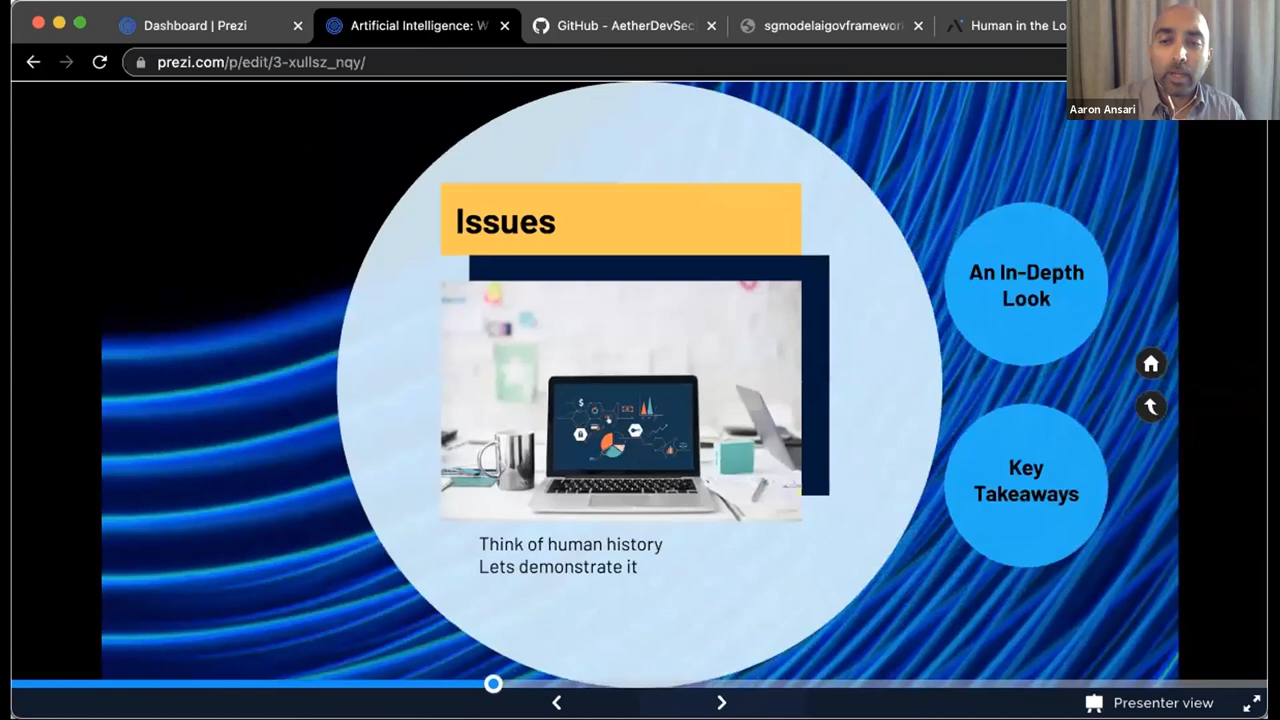 Dashboard | Prezi
Artificial Intelligence: W
GitHub - AetherDevSec
sgmodelaigovframework
Human in the Lo
prezi.com/p/edit/3-xullsz_nqy/
Aaron Ansari
Issues
An In-Depth
Look
Key
Takeaways
Think of human history
Lets demonstrate it
Presenter view